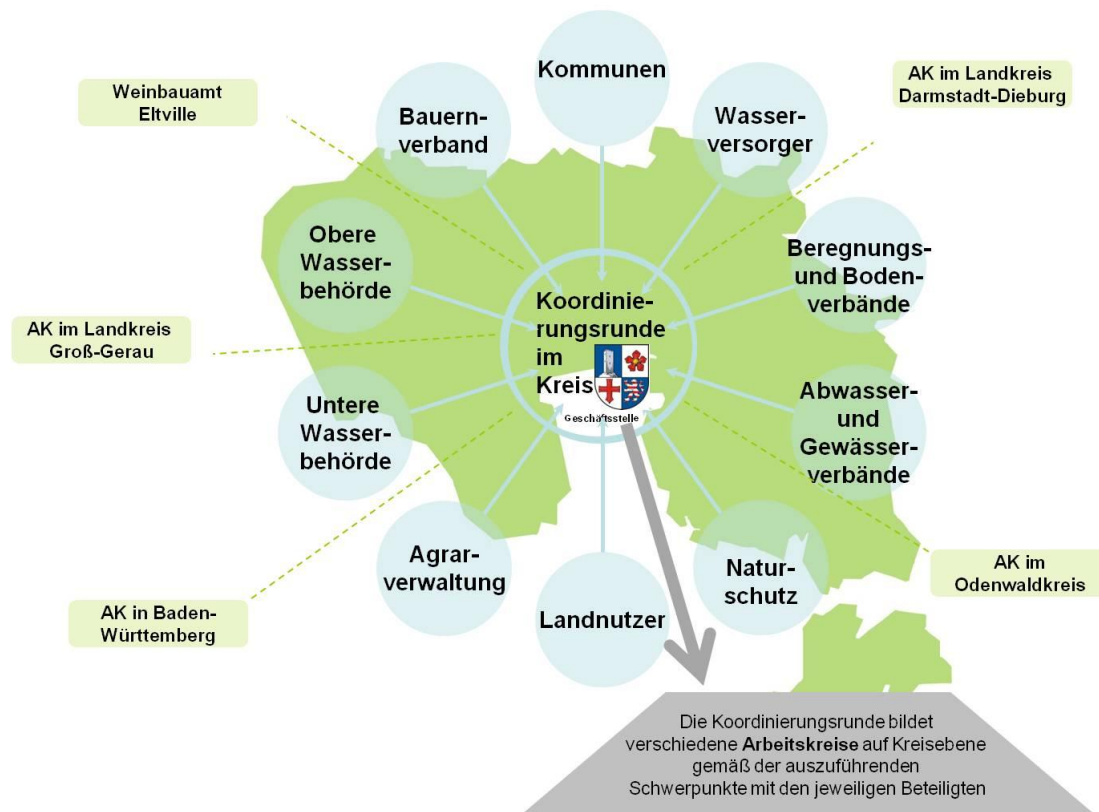 Kommunen
Weinbauamt
Eltville
AK im Landkreis
Darmstadt-Dieburg
Bauern-
verband
Wasser-
versorger
Obere
Wasser-
behörde
Beregnungs-
und Boden-
verbände
Koordinie-
rungsrunde
im
Kreis
Geschäftsstelle
AK im Landkreis
Groß-Gerau
Untere
Wasser-
behörde
Abwasser-
und
Gewässer-
verbände
Agrar-
verwaltung
Landnutzer
Natur-
schutz
AK im
Odenwaldkreis
AK in Baden-
Württemberg
Die Koordinierungsrunde bildet
verschiedene Arbeitskreise auf Kreisebene
gemäß der auszuführenden
Schwerpunkte mit den jeweiligen Beteiligten